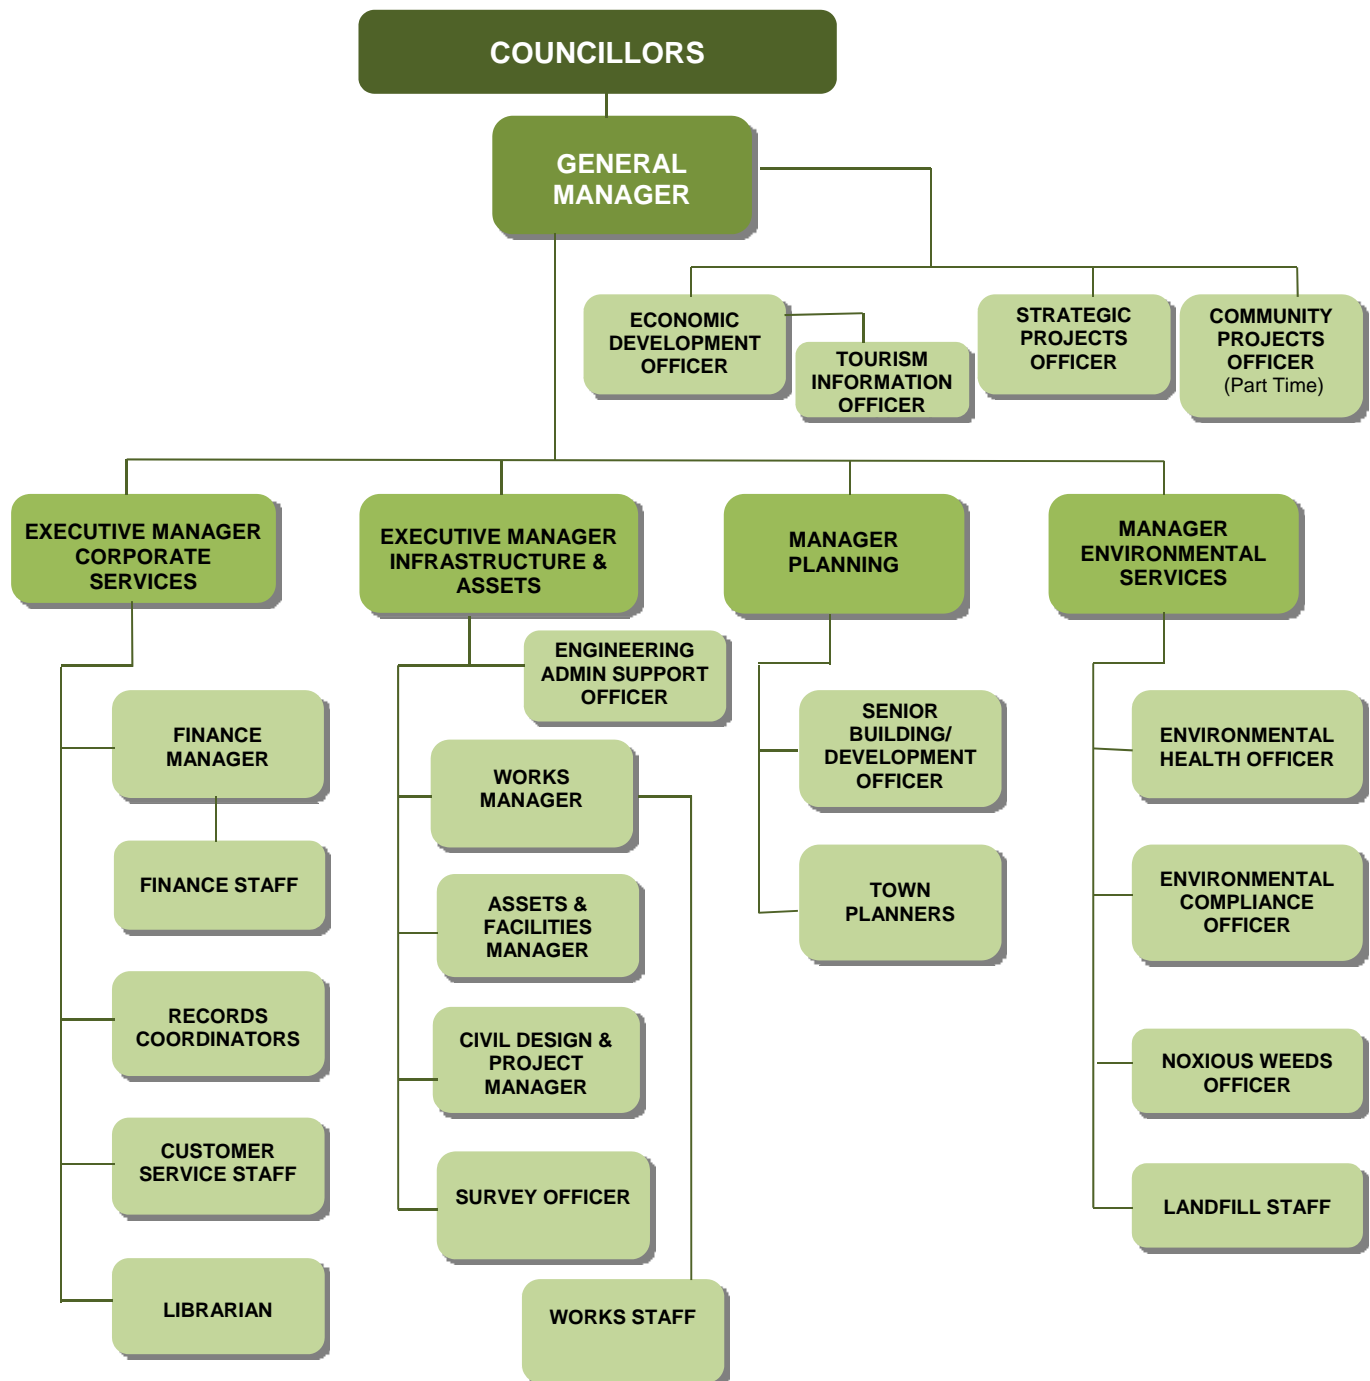 COUNCILLORS
GENERAL
MANAGER
ECONOMIC
DEVELOPMENT
OFFICER
TOURISM
INFORMATION
OFFICER
STRATEGIC
PROJECTS
OFFICER
COMMUNITY
PROJECTS
OFFICER
(Part Time)
EXECUTIVE MANAGER
CORPORATE
SERVICES
EXECUTIVE MANAGER
INFRASTRUCTURE &
ASSETS
MANAGER
PLANNING
MANAGER
ENVIRONMENTAL
SERVICES
FINANCE
MANAGER
FINANCE STAFF
RECORDS
COORDINATORS
CUSTOMER
SERVICE STAFF
LIBRARIAN
ENGINEERING
ADMIN SUPPORT
OFFICER
WORKS
MANAGER
ASSETS &
FACILITIES
MANAGER
CIVIL DESIGN &
PROJECT
MANAGER
SURVEY OFFICER
WORKS STAFF
SENIOR
BUILDING/
DEVELOPMENT
OFFICER
TOWN
PLANNERS
ENVIRONMENTAL
HEALTH OFFICER
ENVIRONMENTAL
COMPLIANCE
OFFICER
NOXIOUS WEEDS
OFFICER
LANDFILL STAFF